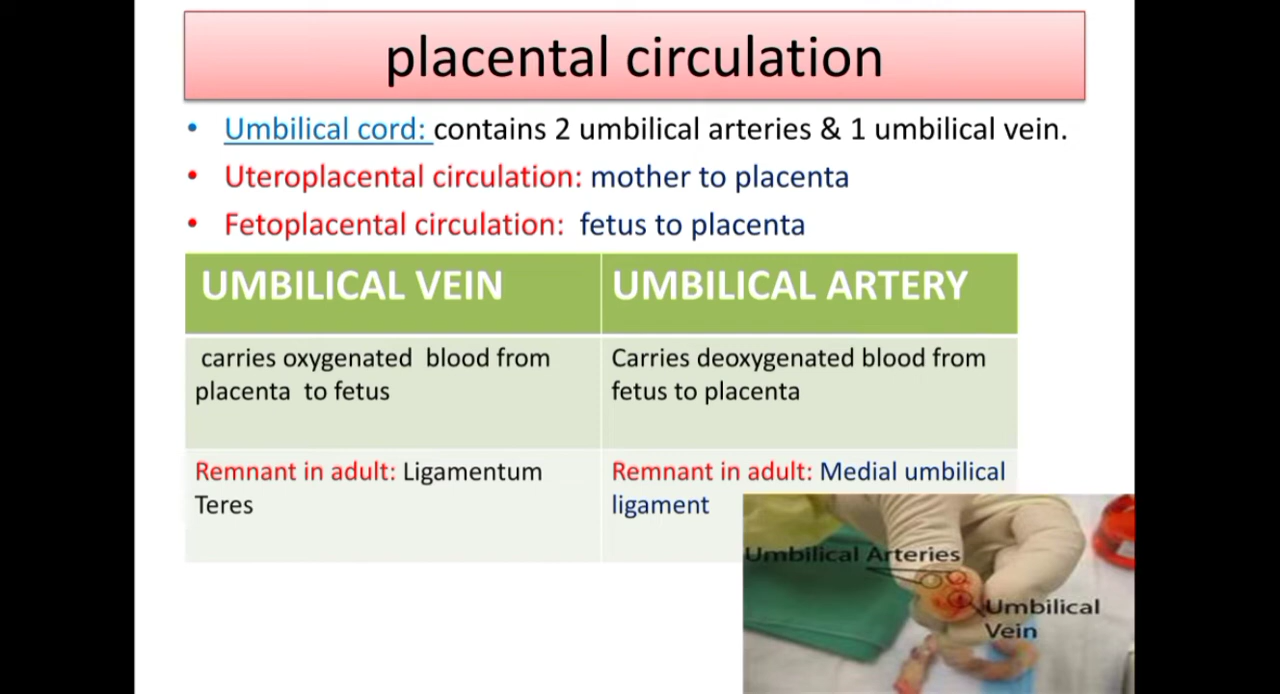 placental circulation
• Umbilical cord: contains 2 umbilical arteries & 1 umbilical vein.
• Uteroplacental circulation: mother to placenta
• Fetoplacental circulation: fetus to placenta
UMBILICAL VEIN
UMBILICAL ARTERY
carries oxygenated blood from
placenta to fetus
Carries deoxygenated blood from
fetus to placenta
Remnant in adult: Ligamentum
Teres
Remnant in adult: Medial umbilical
ligament
Umbilical Arteries
Umbilical
Vein